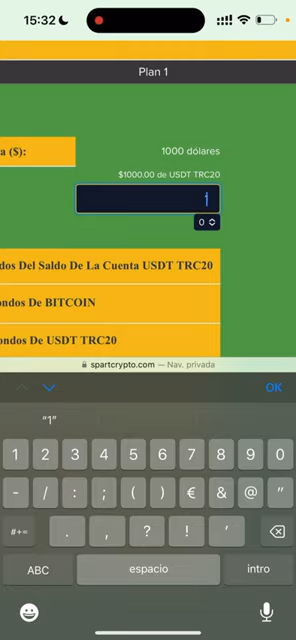 15:32
Plan 1
a ($):
1000 dólares
$1000.00 de USDT TRC20
1
0
dos Del Saldo De La Cuenta USDT TRC20
ondos De BITCOIN
ondos De USDT TRC20
spartcrypto.com — Nav. privada
OK
"1"
1 2 3 4 5 6 7 8 9 0
- / : ; ( ) € & @ "
#+= . , ? ! '
ABC espacio intro